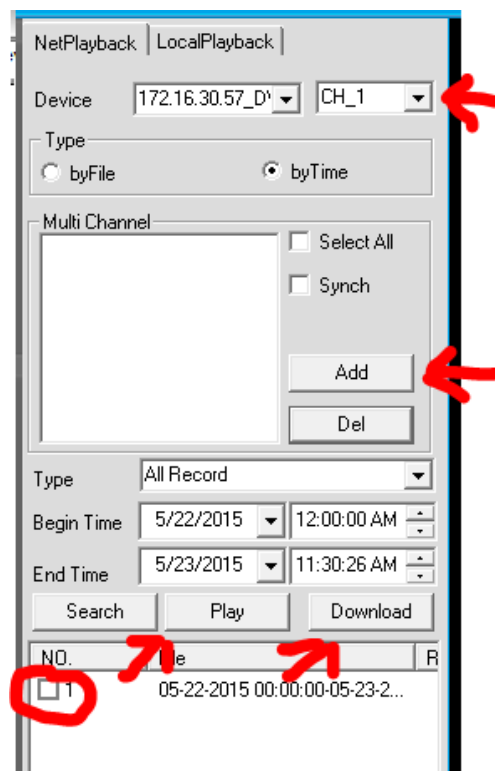 NetPlayback LocalPlayback
Device 172.16.30.57_D CH_1
Type
byFile byTime
Multi Channel
Select All
Synch
Add
Del
Type All Record
Begin Time 5/22/2015 12:00:00 AM
End Time 5/23/2015 11:30:26 AM
Search Play Download
NO. R
1 05-22-2015 00:00:00-05-23-2...